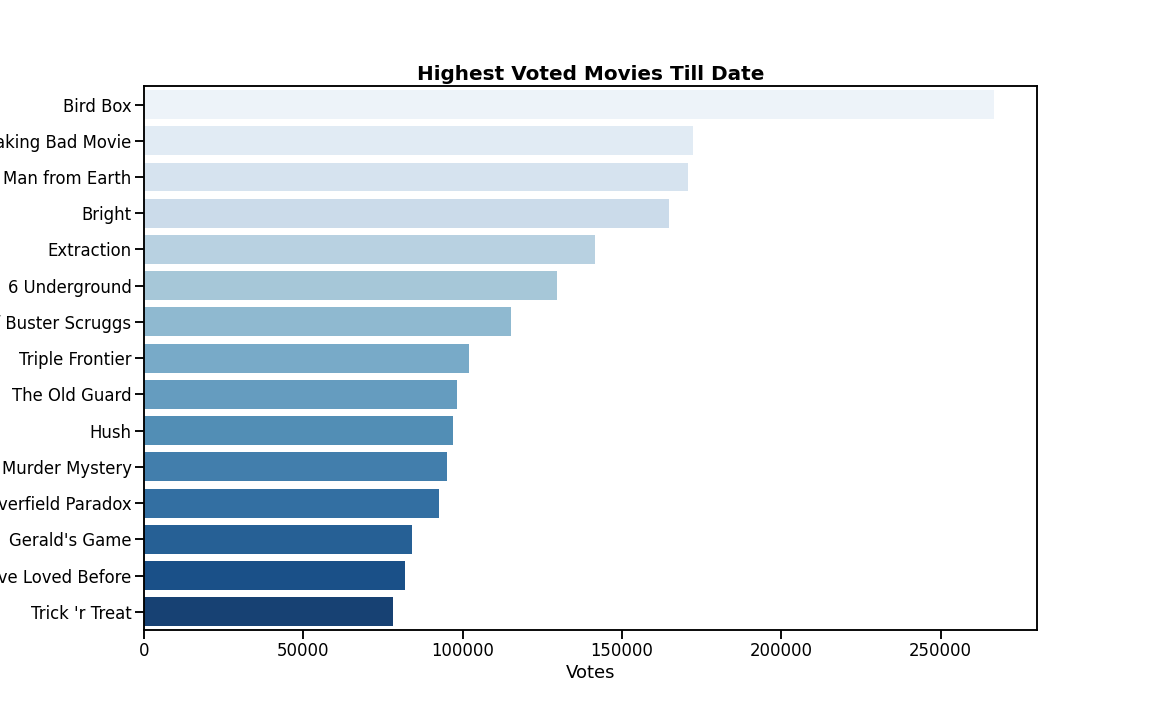 Highest Voted Movies Till Date
Bird Box
aking Bad Movie
Man from Earth
Bright
Extraction
6 Underground
Buster Scruggs
Triple Frontier
The Old Guard
Hush
Murder Mystery
verfield Paradox
Gerald's Game
ve Loved Before
Trick 'r Treat
0 50000 100000 150000 200000 250000
Votes